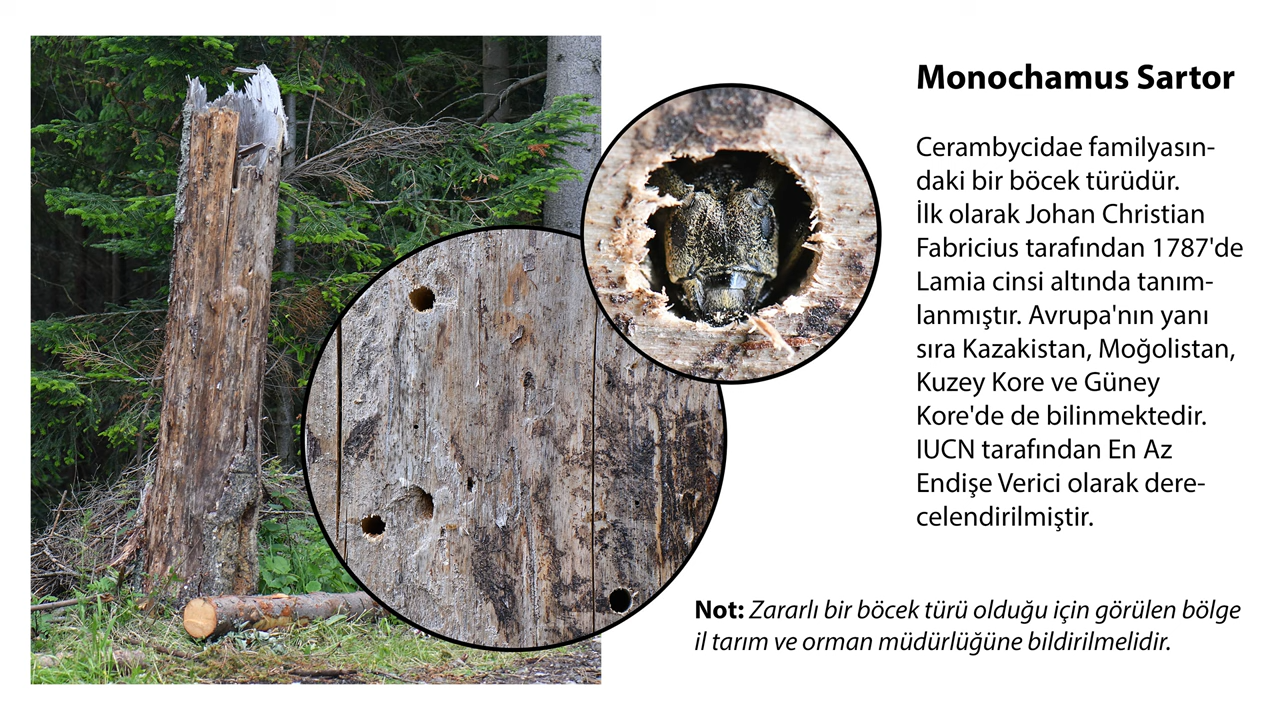 Monochamus Sartor
Cerambycidae familyasın-
daki bir böcek türüdür.
İlk olarak Johan Christian
Fabricius tarafından 1787'de
Lamia cinsi altında tanım-
lanmıştır. Avrupa'nın yanı
sıra Kazakistan, Moğolistan,
Kuzey Kore ve Güney
Kore'de de bilinmektedir.
IUCN tarafından En Az
Endişe Verici olarak dere-
celendirilmiştir.
Not: Zararlı bir böcek türü olduğu için görülen bölge
il tarım ve orman müdürlüğüne bildirilmelidir.